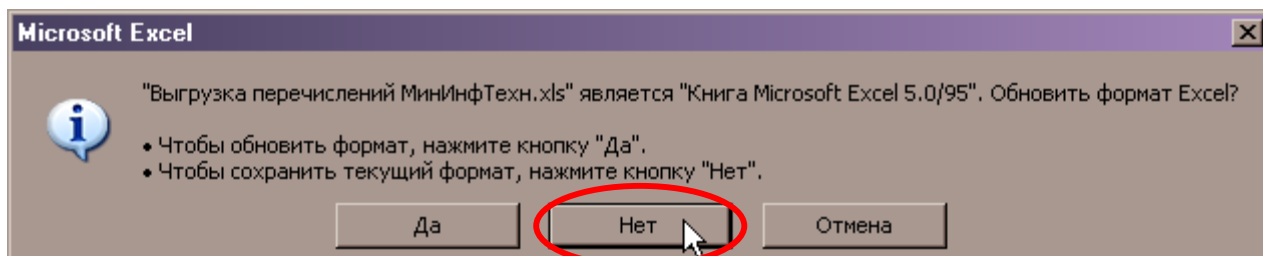 Microsoft Excel
"Выгрузка перечислений МинИнфТехн.xls" является "Книга Microsoft Excel 5.0/95". Обновить формат Excel?
• Чтобы обновить формат, нажмите кнопку "Да".
• Чтобы сохранить текущий формат, нажмите кнопку "Нет".
Да Нет Отмена